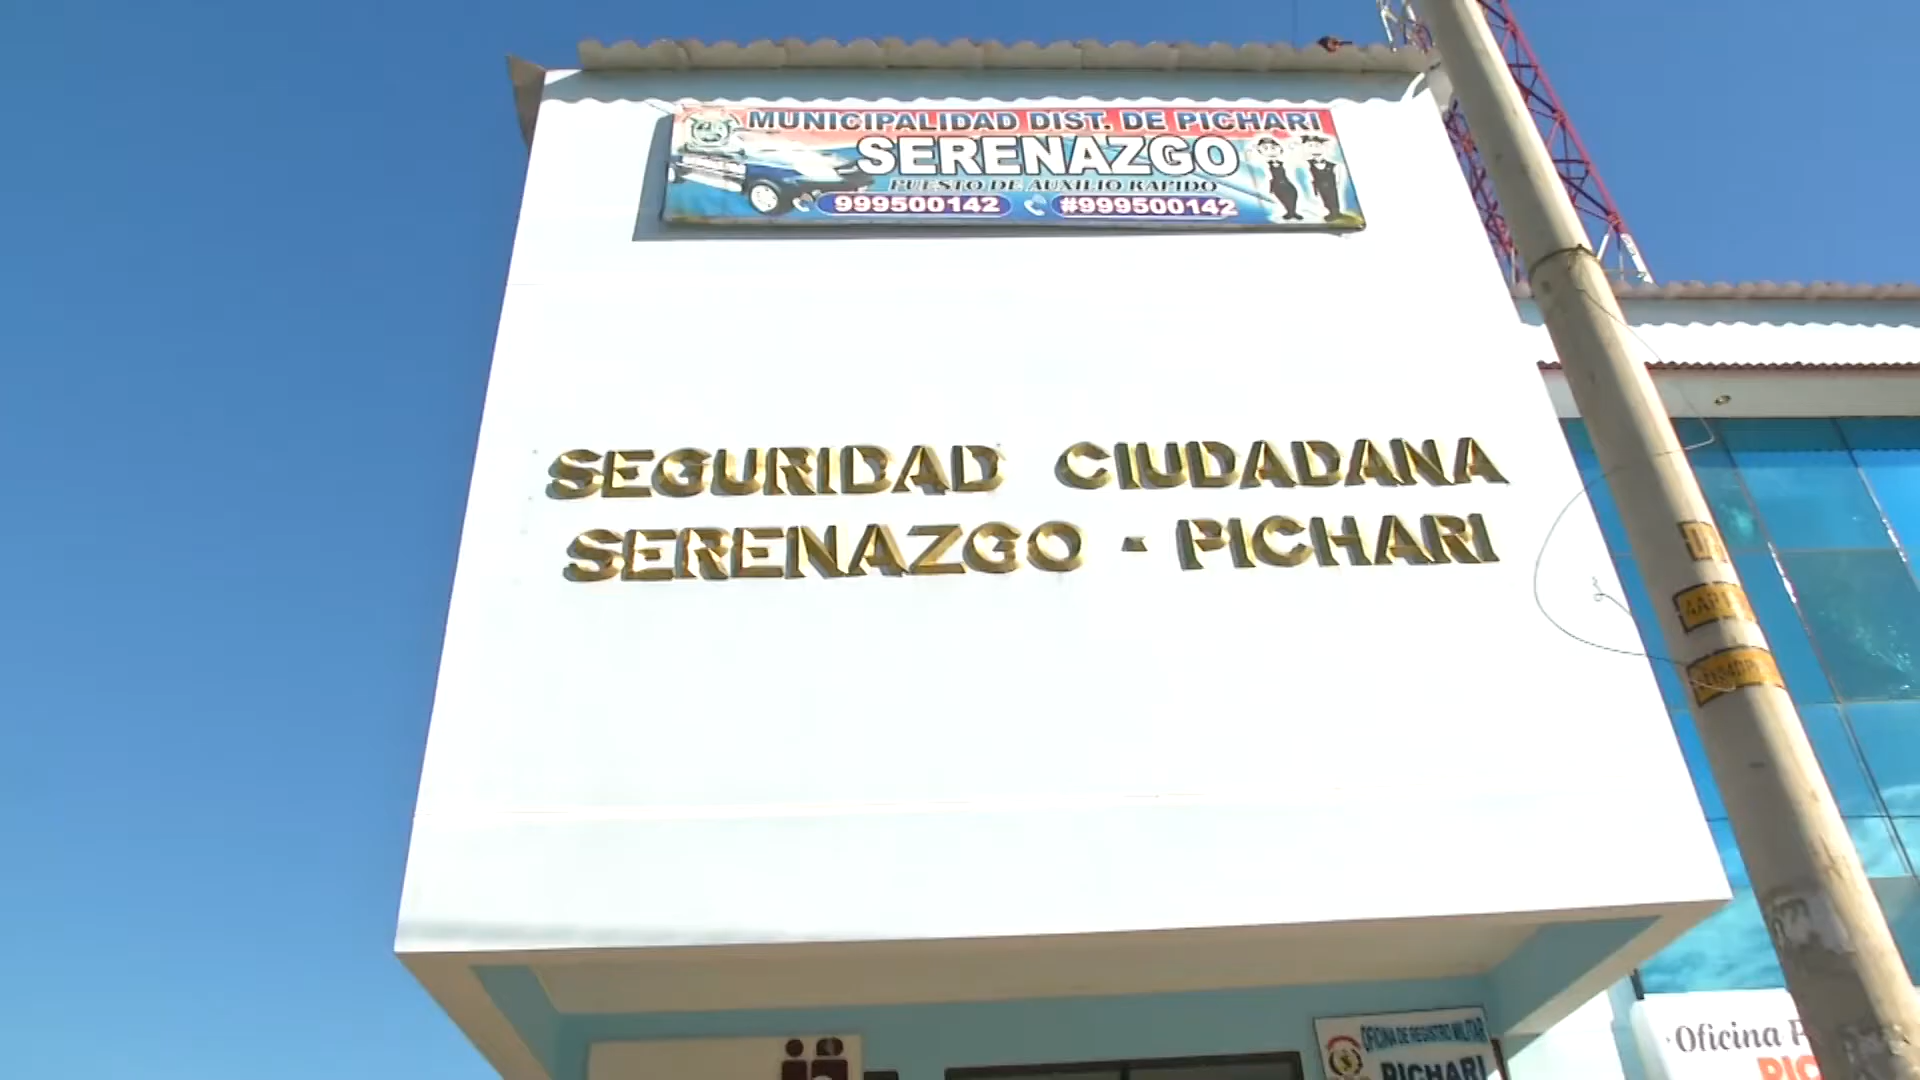 MUNICIPALIDAD DIST. DE PICHARI
SERENAZGO
PUESTO DE AUXILIO RAPIDO
999500142 #999500142
SEGURIDAD CIUDADANA
SERENAZGO - PICHARI
OFICINA DE REGISTRO MILITAR
PICHARI
Oficina